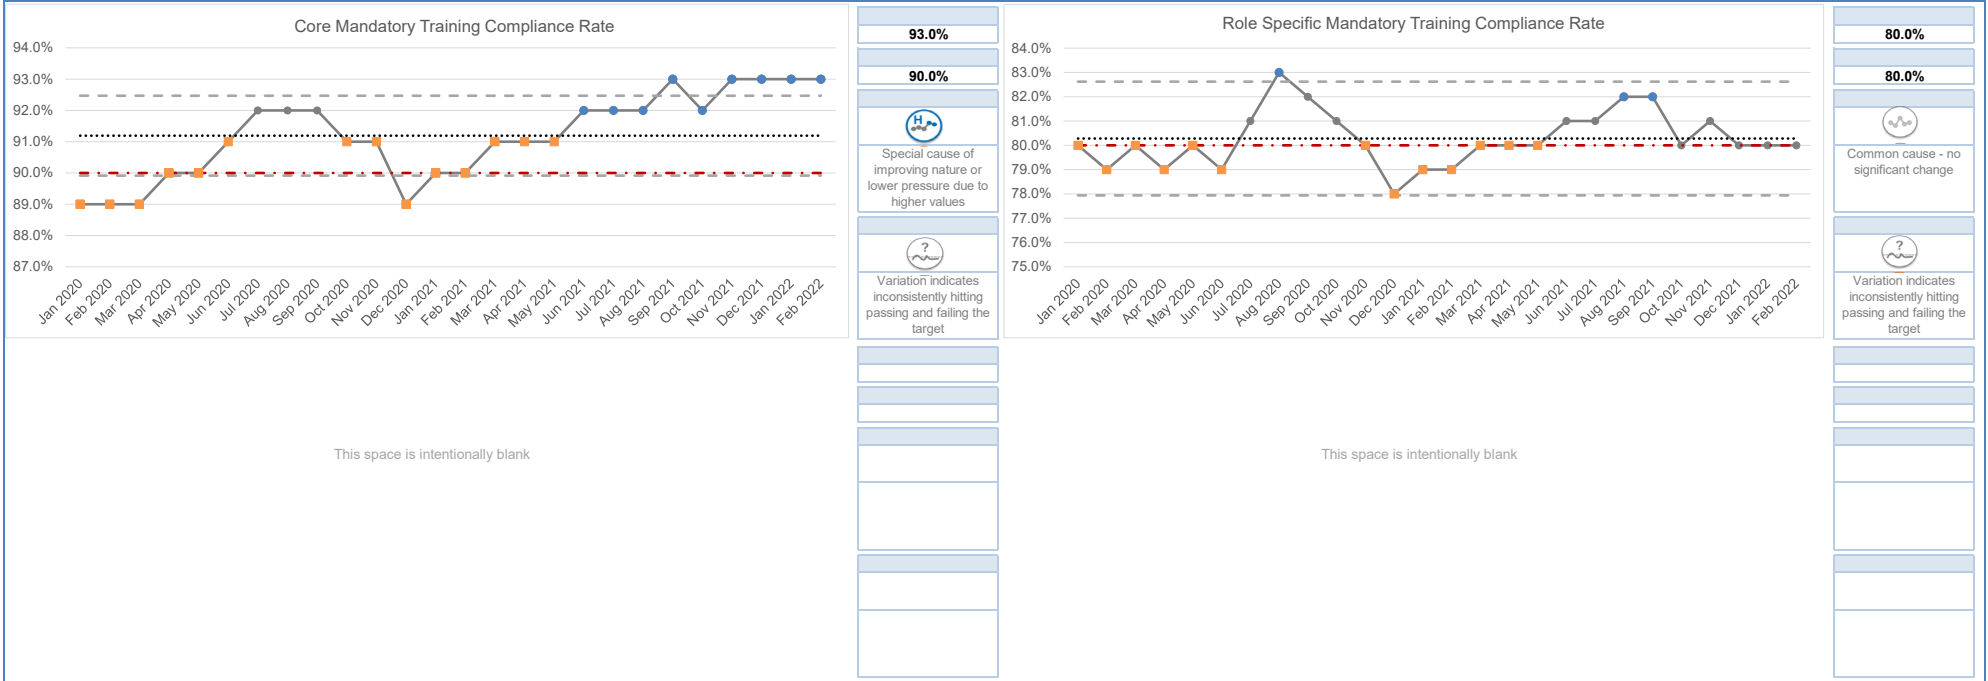 Core Mandatory Training Compliance Rate
94.0%
93.0%
92.0%
91.0%
90.0%
89.0%
88.0%
87.0%
Jan 2020
Feb 2020
Mar 2020
Apr 2020
May 2020
Jun 2020
Jul 2020
Aug 2020
Sep 2020
Oct 2020
Nov 2020
Dec 2020
Jan 2021
Feb 2021
Mar 2021
Apr 2021
May 2021
Jun 2021
Jul 2021
Aug 2021
Sep 2021
Oct 2021
Nov 2021
Dec 2021
Jan 2022
Feb 2022
93.0%
90.0%
H
Special cause of
improving nature or
lower pressure due to
higher values
?
Variation indicates
inconsistently hitting
passing and failing the
target
Role Specific Mandatory Training Compliance Rate
84.0%
83.0%
82.0%
81.0%
80.0%
79.0%
78.0%
77.0%
76.0%
75.0%
Jan 2020
Feb 2020
Mar 2020
Apr 2020
May 2020
Jun 2020
Jul 2020
Aug 2020
Sep 2020
Oct 2020
Nov 2020
Dec 2020
Jan 2021
Feb 2021
Mar 2021
Apr 2021
May 2021
Jun 2021
Jul 2021
Aug 2021
Sep 2021
Oct 2021
Nov 2021
Dec 2021
Jan 2022
Feb 2022
80.0%
80.0%
Common cause - no
significant change
?
Variation indicates
inconsistently hitting
passing and failing the
target
This space is intentionally blank
This space is intentionally blank